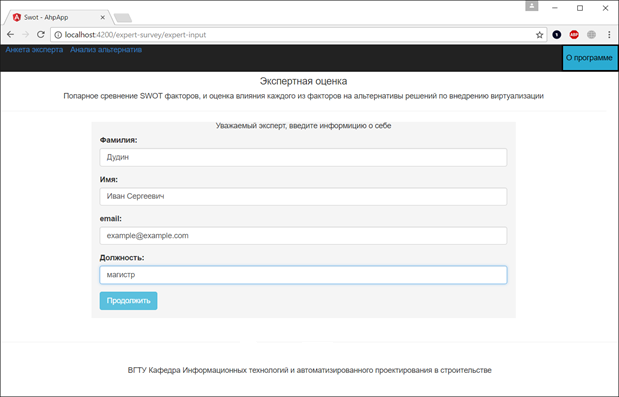 Swot - AhpApp
localhost:4200/expert-survey/expert-input
ABP
Анкета эксперта Анализ альтернатив
О программе
Экспертная оценка
Попарное сревнение SWOT факторов, и оценка влияния каждого из факторов на альтернативы решений по внедрению виртуализации
Уважаемый эксперт, введите информицию о себе
Фамилия:
Дудин
Имя:
Иван Сергеевич
email:
example@example.com
Должность:
магистр
Продолжить
ВГТУ Кафедра Информационных технологий и автоматизированного проектирования в строительстве